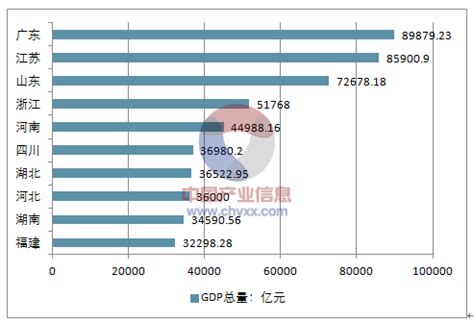 广东 89879.23
江苏 85900.9
山东 72678.18
浙江 51768
河南 44988.16
四川 36980.2
湖北 36522.95
河北 36000
湖南 34590.56
福建 32298.28
中国产业信息
www.chyxx.com
0 20000 40000 60000 80000 100000
GDP总量：亿元